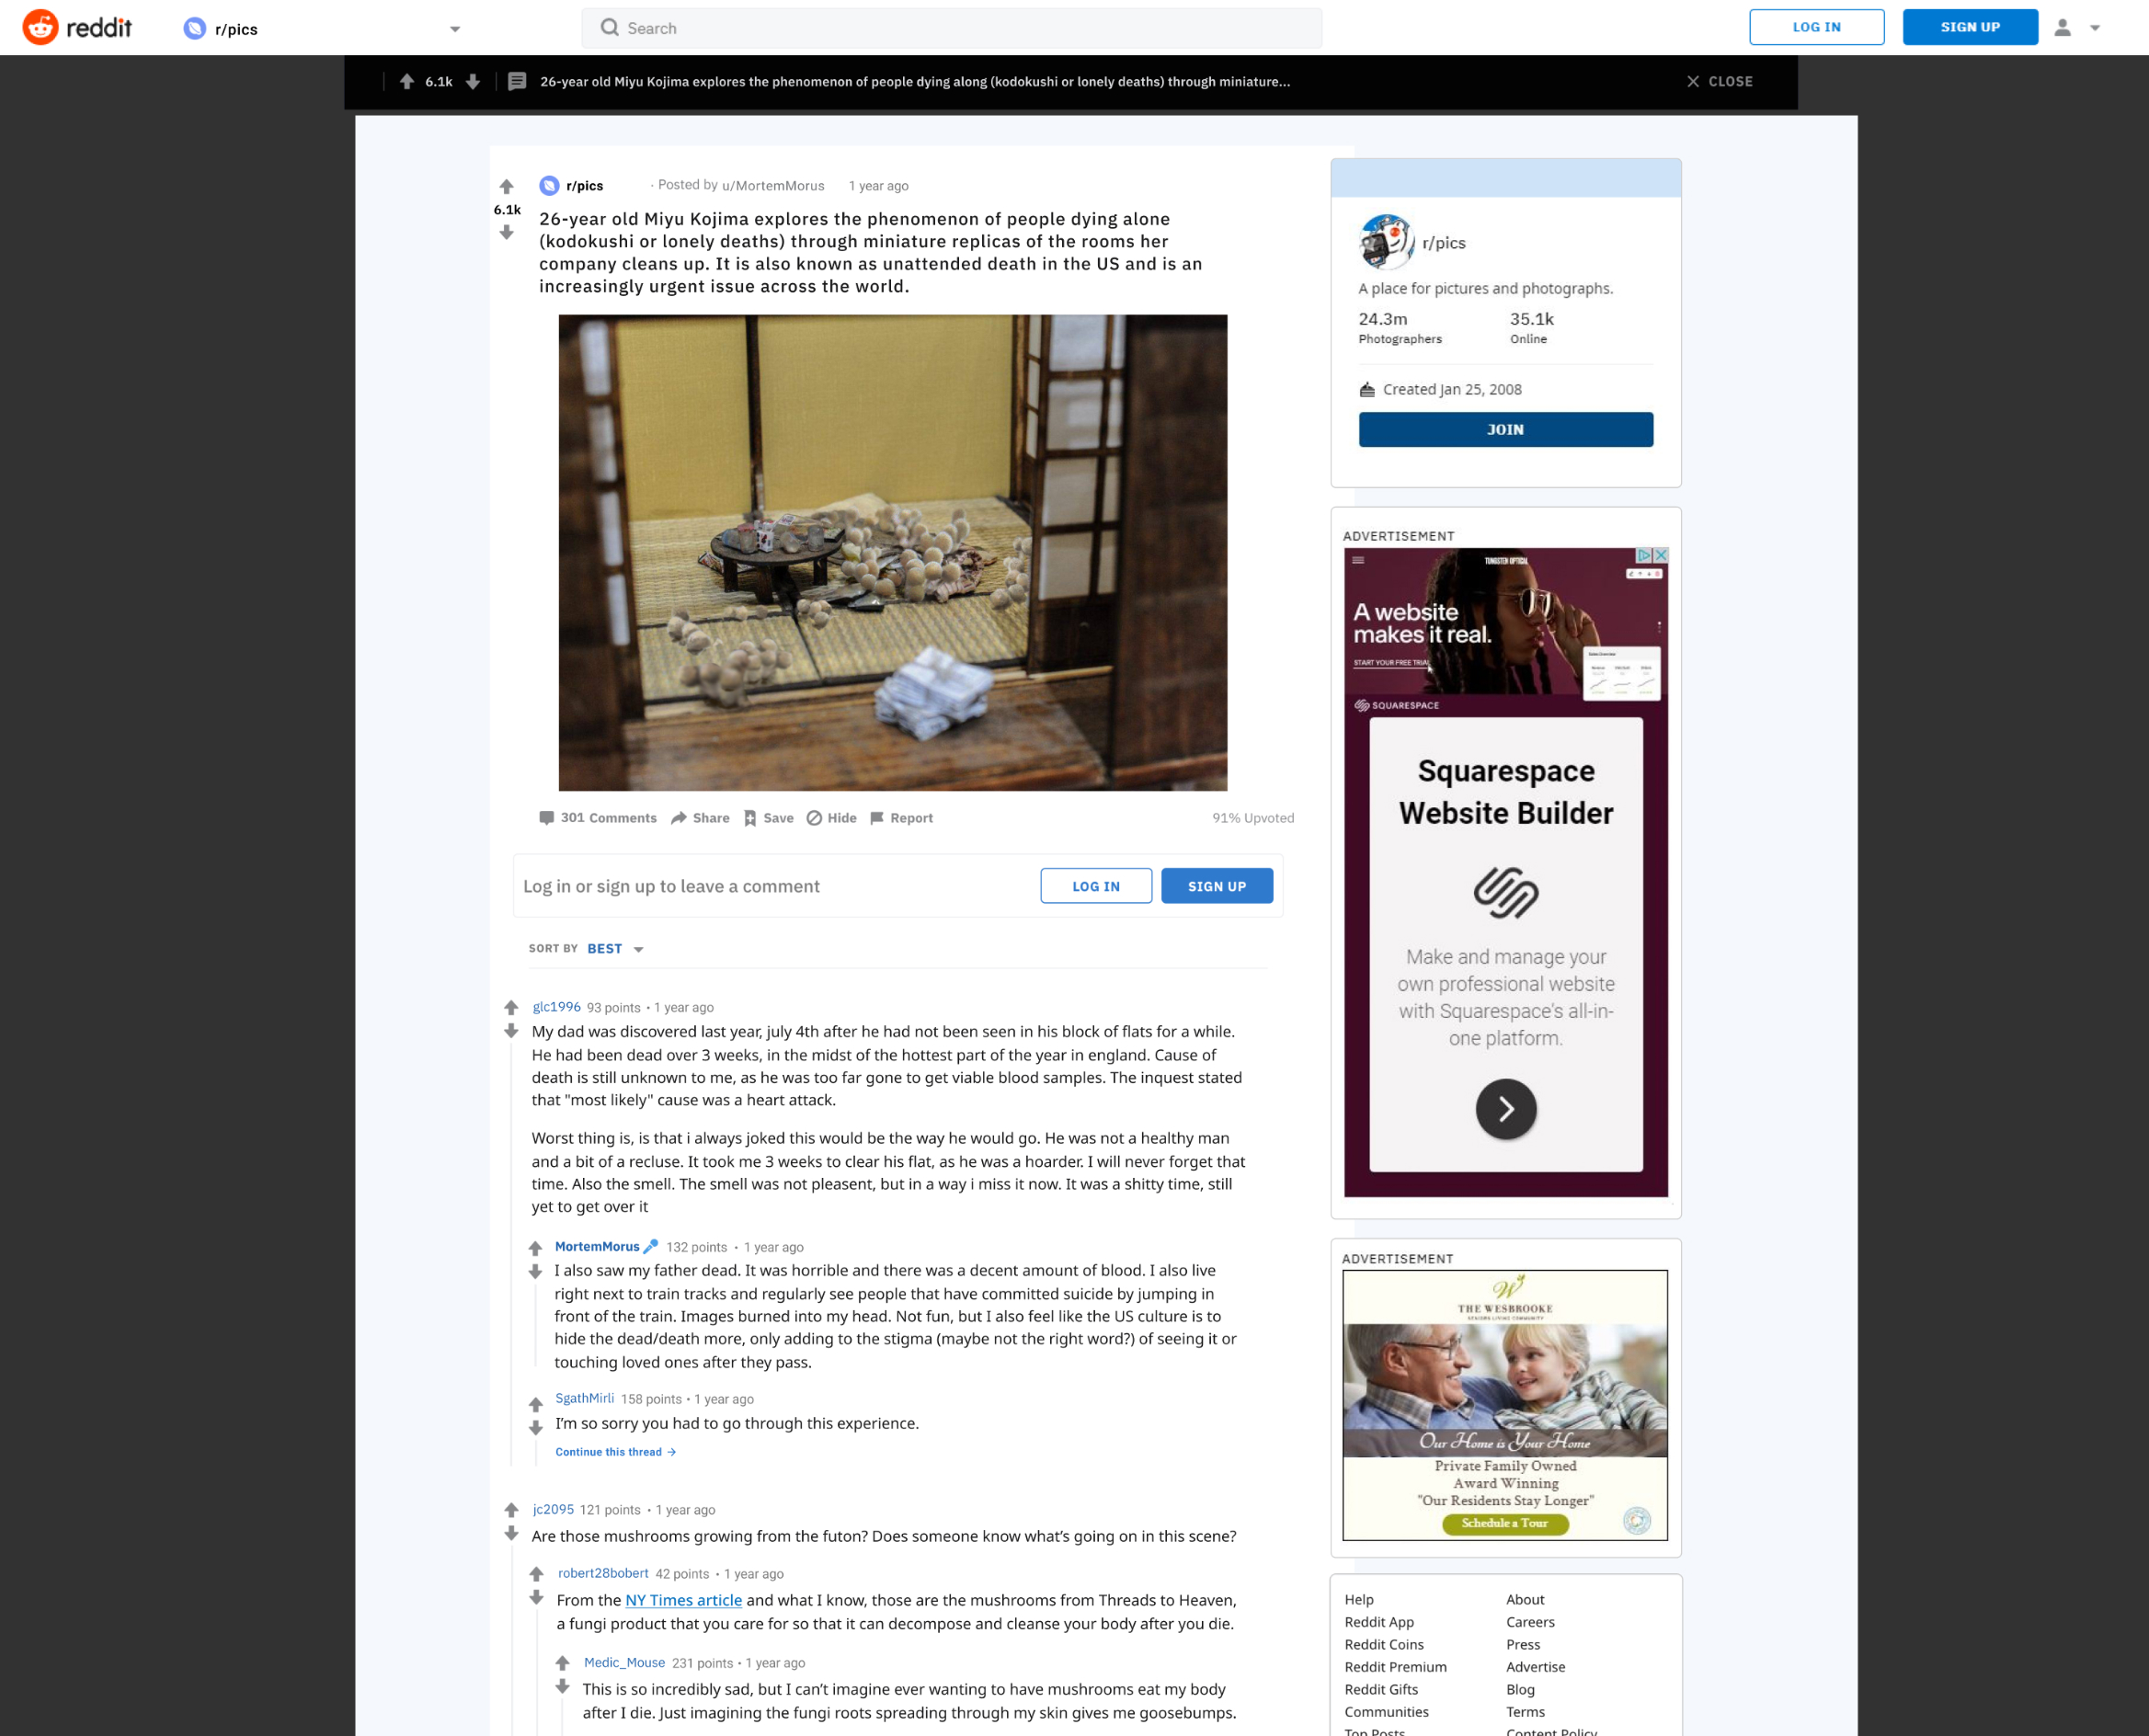 reddit
r/pics
Search
LOG IN
SIGN UP
6.1k
26-year old Miyu Kojima explores the phenomenon of people dying along (kodokushi or lonely deaths) through miniature...
CLOSE
r/pics
· Posted by u/MortemMorus
1 year ago
6.1k
26-year old Miyu Kojima explores the phenomenon of people dying alone
(kodokushi or lonely deaths) through miniature replicas of the rooms her
company cleans up. It is also known as unattended death in the US and is an
increasingly urgent issue across the world.
301 Comments
Share
Save
Hide
Report
91% Upvoted
Log in or sign up to leave a comment
LOG IN
SIGN UP
SORT BY BEST
glc1996 93 points • 1 year ago
My dad was discovered last year, july 4th after he had not been seen in his block of flats for a while.
He had been dead over 3 weeks, in the midst of the hottest part of the year in england. Cause of
death is still unknown to me, as he was too far gone to get viable blood samples. The inquest stated
that "most likely" cause was a heart attack.
Worst thing is, is that i always joked this would be the way he would go. He was not a healthy man
and a bit of a recluse. It took me 3 weeks to clear his flat, as he was a hoarder. I will never forget that
time. Also the smell. The smell was not pleasent, but in a way i miss it now. It was a shitty time, still
yet to get over it
MortemMorus 132 points • 1 year ago
I also saw my father dead. It was horrible and there was a decent amount of blood. I also live
right next to train tracks and regularly see people that have committed suicide by jumping in
front of the train. Images burned into my head. Not fun, but I also feel like the US culture is to
hide the dead/death more, only adding to the stigma (maybe not the right word?) of seeing it or
touching loved ones after they pass.
SgathMirli 158 points • 1 year ago
I'm so sorry you had to go through this experience.
Continue this thread →
jc2095 121 points • 1 year ago
Are those mushrooms growing from the futon? Does someone know what's going on in this scene?
robert28bobert 42 points • 1 year ago
From the NY Times article and what I know, those are the mushrooms from Threads to Heaven,
a fungi product that you care for so that it can decompose and cleanse your body after you die.
Medic_Mouse 231 points • 1 year ago
This is so incredibly sad, but I can't imagine ever wanting to have mushrooms eat my body
after I die. Just imagining the fungi roots spreading through my skin gives me goosebumps.
r/pics
A place for pictures and photographs.
24.3m
35.1k
Photographers
Online
Created Jan 25, 2008
JOIN
ADVERTISEMENT
TUNGSTEN OPTICAL
A website
makes it real.
START YOUR FREE TRIAL
SQUARESPACE
Squarespace
Website Builder
Make and manage your
own professional website
with Squarespace's all-in-
one platform.
ADVERTISEMENT
THE WESBROOKE
SENIORS LIVING COMMUNITY
Our Home is Your Home
Private Family Owned
Award Winning
"Our Residents Stay Longer"
Schedule a Tour
Help
About
Reddit App
Careers
Reddit Coins
Press
Reddit Premium
Advertise
Reddit Gifts
Blog
Communities
Terms
Top Posts
Content Policy